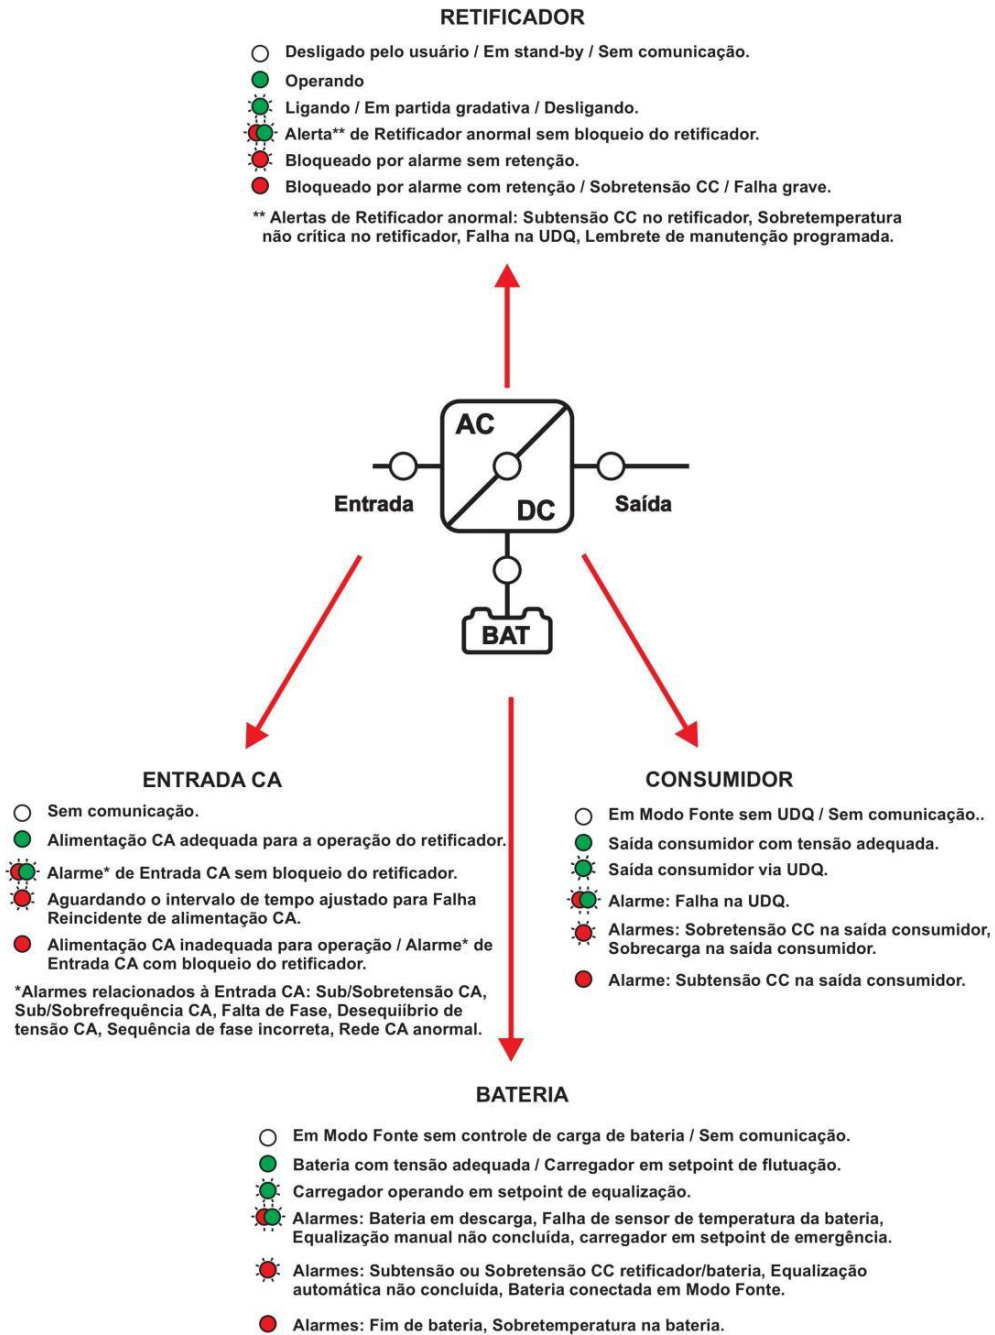 RETIFICADOR
Desligado pelo usuário / Em stand-by / Sem comunicação.
Operando
Ligando / Em partida gradativa / Desligando.
Alerta** de Retificador anormal sem bloqueio do retificador.
Bloqueado por alarme sem retenção.
Bloqueado por alarme com retenção / Sobretensão CC / Falha grave.
** Alertas de Retificador anormal: Subtensão CC no retificador, Sobretemperatura
não crítica no retificador, Falha na UDQ, Lembrete de manutenção programada.
AC
DC
Entrada
Saída
BAT
ENTRADA CA
Sem comunicação.
Alimentação CA adequada para a operação do retificador.
Alarme* de Entrada CA sem bloqueio do retificador.
Aguardando o intervalo de tempo ajustado para Falha
Reincidente de alimentação CA.
Alimentação CA inadequada para operação / Alarme* de
Entrada CA com bloqueio do retificador.
*Alarmes relacionados à Entrada CA: Sub/Sobretensão CA,
Sub/Sobrefrequência CA, Falta de Fase, Desequiíbrio de
tensão CA, Sequência de fase incorreta, Rede CA anormal.
CONSUMIDOR
Em Modo Fonte sem UDQ / Sem comunicação..
Saída consumidor com tensão adequada.
Saída consumidor via UDQ.
Alarme: Falha na UDQ.
Alarmes: Sobretensão CC na saída consumidor,
Sobrecarga na saída consumidor.
Alarme: Subtensão CC na saída consumidor.
BATERIA
Em Modo Fonte sem controle de carga de bateria / Sem comunicação.
Bateria com tensão adequada / Carregador em setpoint de flutuação.
Carregador operando em setpoint de equalização.
Alarmes: Bateria em descarga, Falha de sensor de temperatura da bateria,
Equalização manual não concluída, carregador em setpoint de emergência.
Alarmes: Subtensão ou Sobretensão CC retificador/bateria, Equalização
automática não concluída, Bateria conectada em Modo Fonte.
Alarmes: Fim de bateria, Sobretemperatura na bateria.